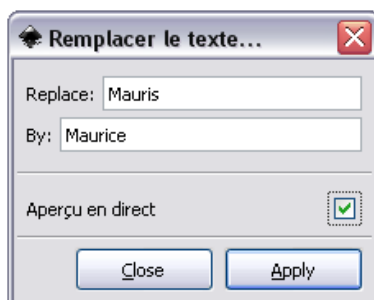 Remplacer le texte...
Replace: Mauris
By: Maurice
Aperçu en direct
Close Apply